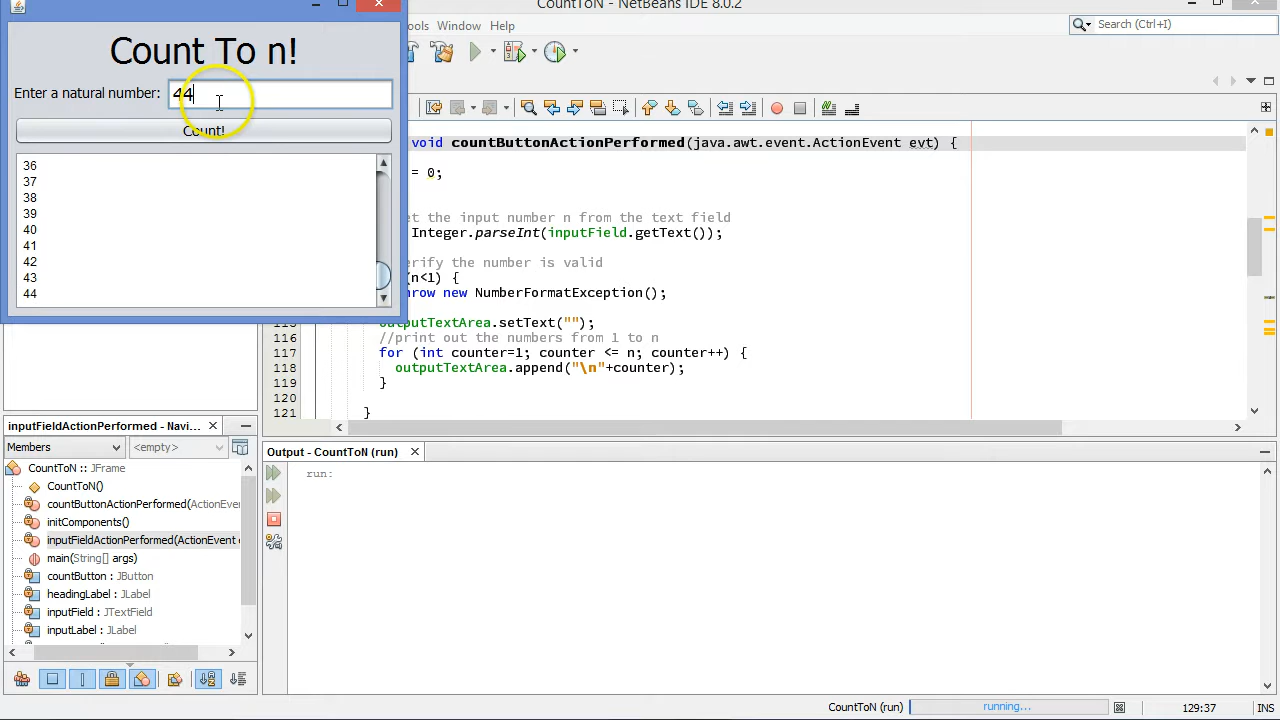 CountToN - NetBeans IDE 8.0.2
Window Help
Search (Ctrl+I)
Count To n!
Enter a natural number: 44
Count!
36
37
38
39
40
41
42
43
44
void countButtonActionPerformed(java.awt.event.ActionEvent evt) {
= 0;
the input number n from the text field
Integer.parseInt(inputField.getText());
the number is valid
(n<1) {
new NumberFormatException();
outputTextArea.setText("");
116 //print out the numbers from 1 to n
117 for (int counter=1; counter <= n; counter++) {
118 outputTextArea.append("\n"+counter);
119 }
120
121 }
inputFieldActionPerformed - Navi...
Members
<empty>
CountToN :: JFrame
CountToN()
countButtonActionPerformed(ActionEver
initComponents()
inputFieldActionPerformed(ActionEvent
main(String[] args)
countButton : JButton
headingLabel : JLabel
inputField : JTextField
inputLabel : JLabel
Output - CountToN (run)
run:
CountToN (run) running... 129:37 INS